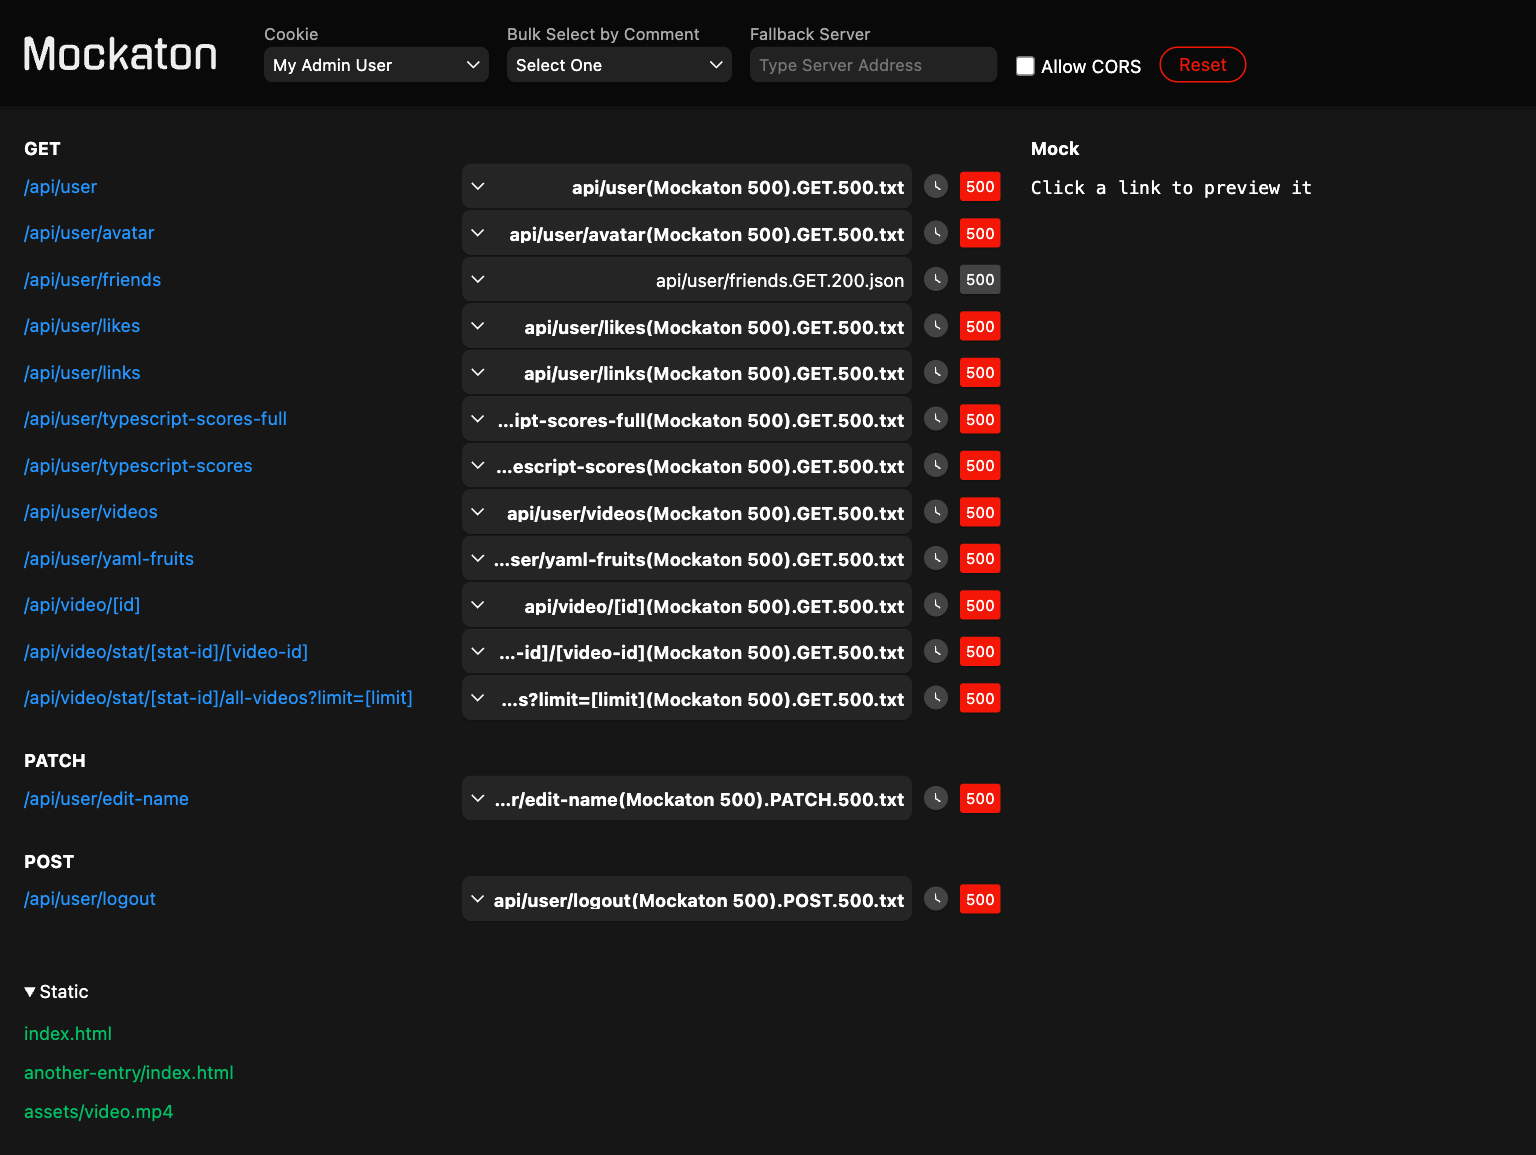 Mockaton
Cookie
My Admin User
Bulk Select by Comment
Select One
Fallback Server
Type Server Address
Allow CORS
Reset
GET
/api/user
api/user(Mockaton 500).GET.500.txt
500
/api/user/avatar
api/user/avatar(Mockaton 500).GET.500.txt
500
/api/user/friends
api/user/friends.GET.200.json
500
/api/user/likes
api/user/likes(Mockaton 500).GET.500.txt
500
/api/user/links
api/user/links(Mockaton 500).GET.500.txt
500
/api/user/typescript-scores-full
...ipt-scores-full(Mockaton 500).GET.500.txt
500
/api/user/typescript-scores
...escript-scores(Mockaton 500).GET.500.txt
500
/api/user/videos
api/user/videos(Mockaton 500).GET.500.txt
500
/api/user/yaml-fruits
...ser/yaml-fruits(Mockaton 500).GET.500.txt
500
/api/video/[id]
api/video/[id](Mockaton 500).GET.500.txt
500
/api/video/stat/[stat-id]/[video-id]
...-id]/[video-id](Mockaton 500).GET.500.txt
500
/api/video/stat/[stat-id]/all-videos?limit=[limit]
...s?limit=[limit](Mockaton 500).GET.500.txt
500
PATCH
/api/user/edit-name
...r/edit-name(Mockaton 500).PATCH.500.txt
500
POST
/api/user/logout
api/user/logout(Mockaton 500).POST.500.txt
500
Static
index.html
another-entry/index.html
assets/video.mp4
Mock
Click a link to preview it